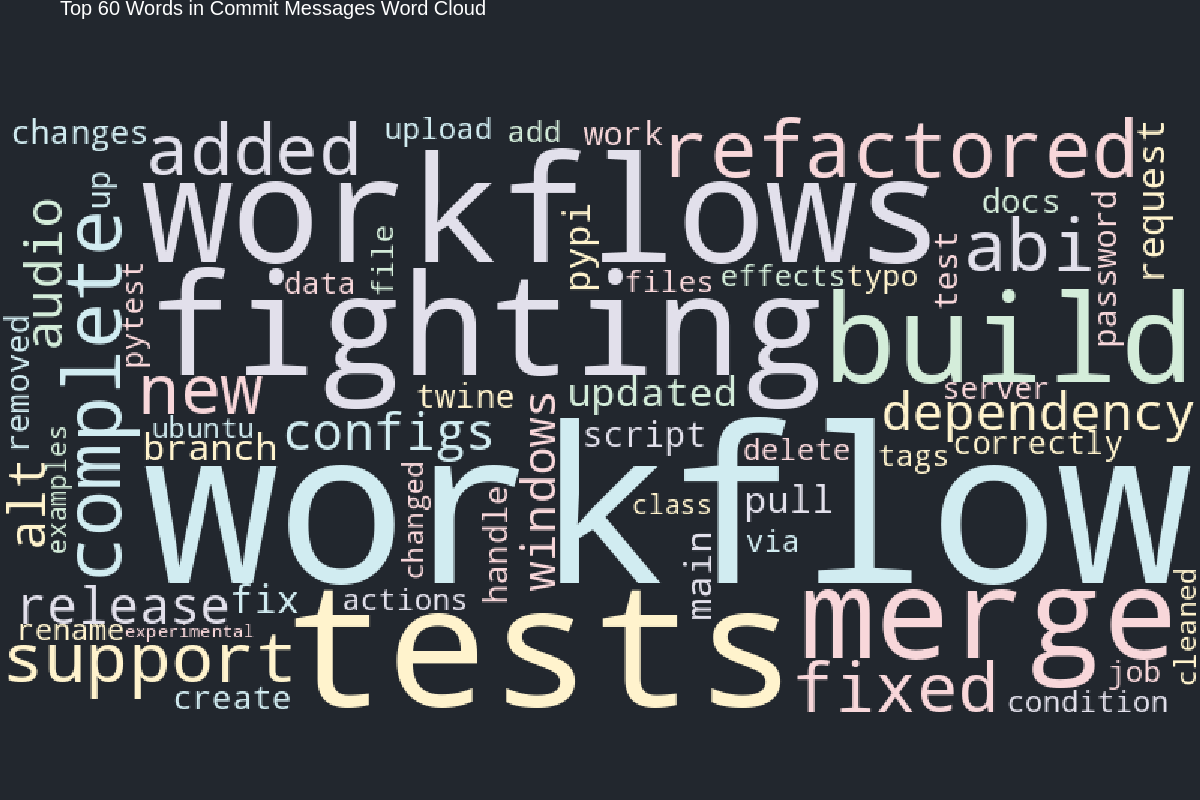 Top 60 Words in Commit Messages Word Cloud
changes
added
upload
add
work
refactored
request
up
workflows
docs
password
audio
complete
file
pypi
abi
test
pytest
fighting
data
files
effects
typo
build
removed
new
twine
updated
server
dependency
ubuntu
branch
configs
windows
script
delete
tags
correctly
alt
examples
workflow
changed
handle
class
pull
main
via
release
fix
actions
tests
merge
cleaned
rename
experimental
support
create
fixed
job
condition